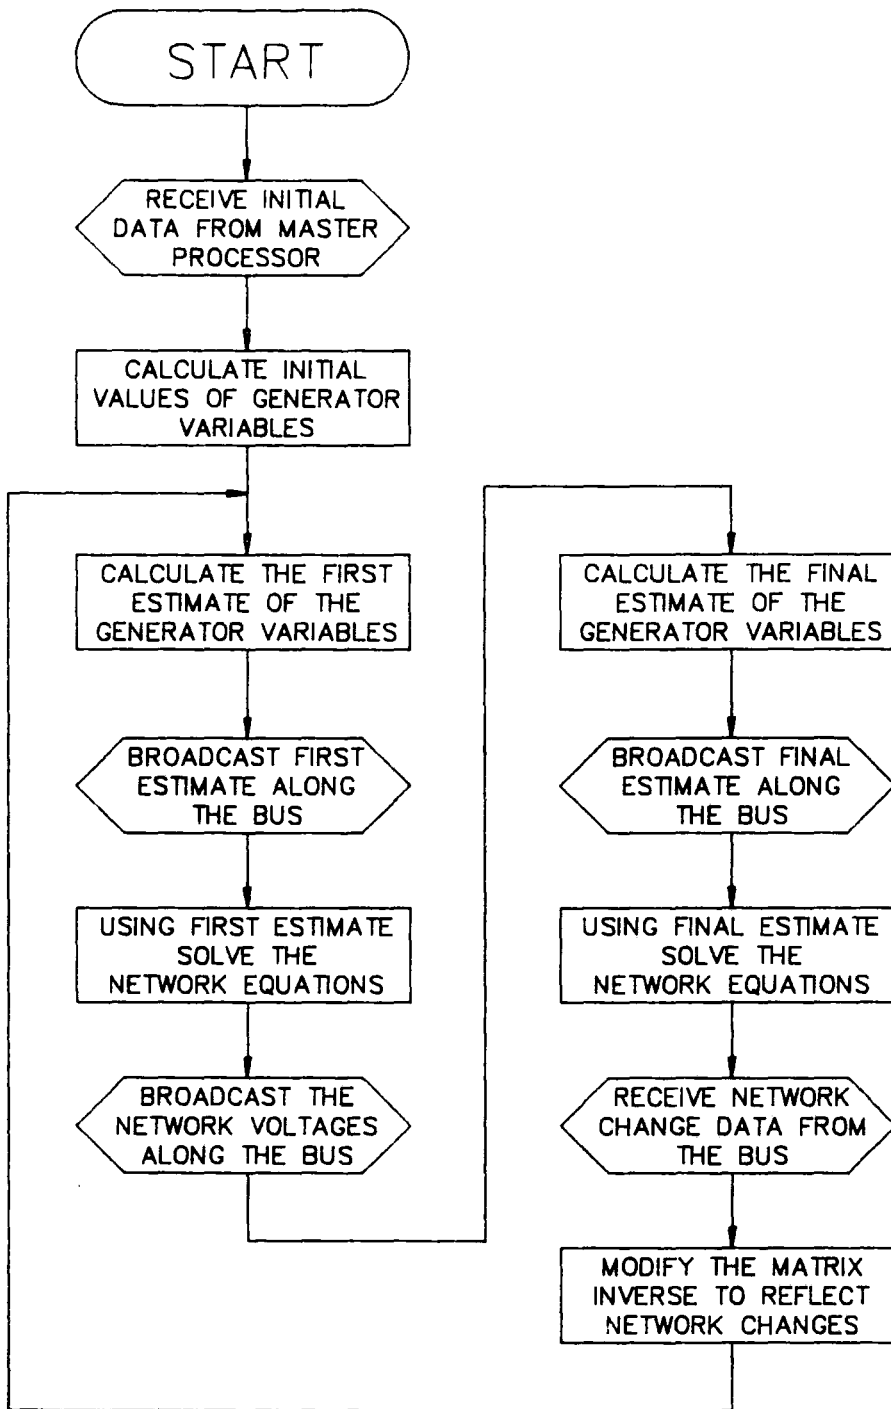 START
RECEIVE INITIAL
DATA FROM MASTER
PROCESSOR
CALCULATE INITIAL
VALUES OF GENERATOR
VARIABLES
CALCULATE THE FIRST
ESTIMATE OF THE
GENERATOR VARIABLES
BROADCAST FIRST
ESTIMATE ALONG
THE BUS
USING FIRST ESTIMATE
SOLVE THE
NETWORK EQUATIONS
BROADCAST THE
NETWORK VOLTAGES
ALONG THE BUS
CALCULATE THE FINAL
ESTIMATE OF THE
GENERATOR VARIABLES
BROADCAST FINAL
ESTIMATE ALONG
THE BUS
USING FINAL ESTIMATE
SOLVE THE
NETWORK EQUATIONS
RECEIVE NETWORK
CHANGE DATA FROM
THE BUS
MODIFY THE MATRIX
INVERSE TO REFLECT
NETWORK CHANGES